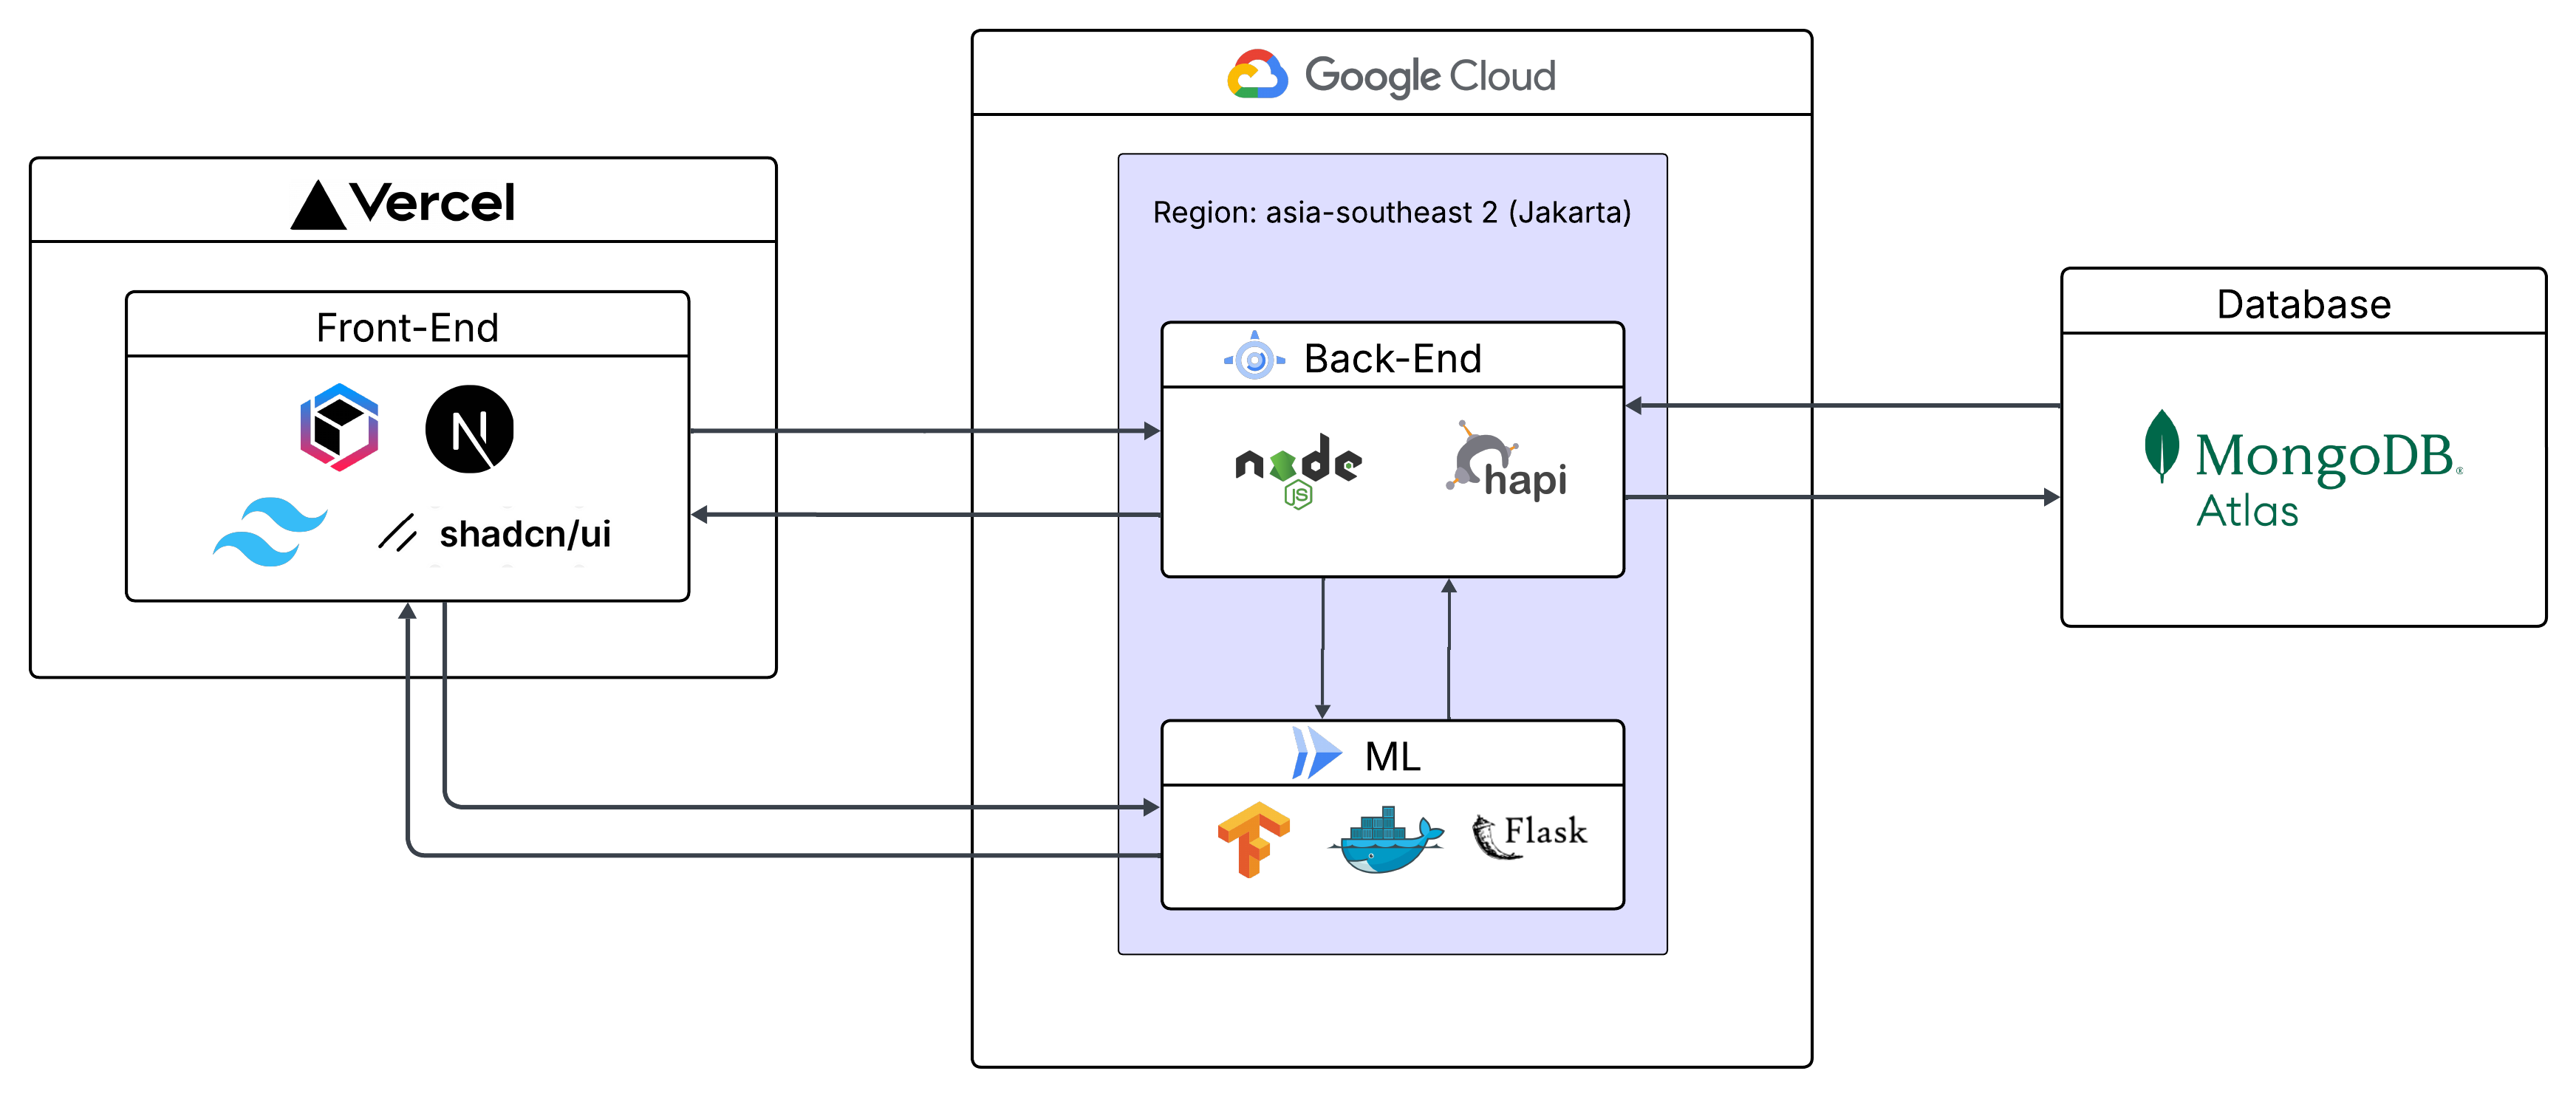 Google Cloud
Vercel
Region: asia-southeast 2 (Jakarta)
Front-End
Back-End
Database
N
node
JS
hapi
MongoDB®
Atlas
shadcn/ui
ML
Flask